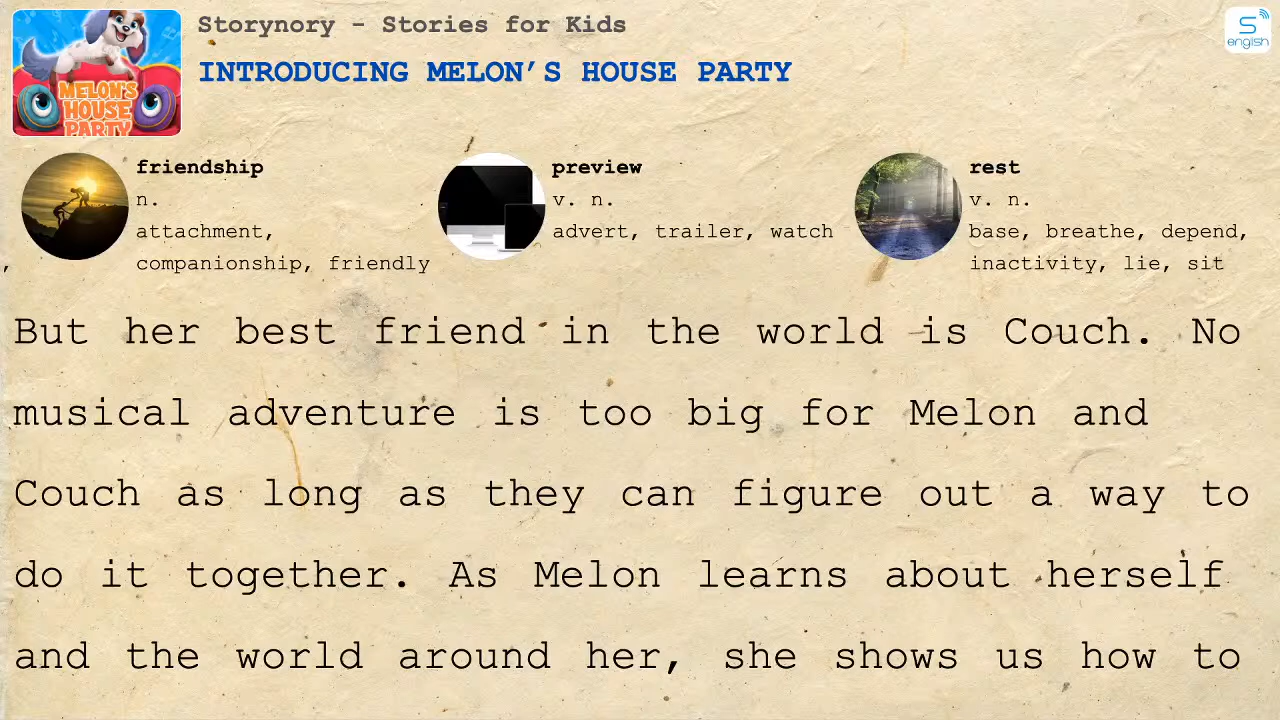 Storynory - Stories for Kids
INTRODUCING MELON'S HOUSE PARTY
MELON'S
HOUSE
PARTY
S
english
friendship
n.
attachment,
companionship, friendly
preview
v. n.
advert, trailer, watch
rest
v. n.
base, breathe, depend,
inactivity, lie, sit
,
But her best friend in the world is Couch. No
musical adventure is too big for Melon and
Couch as long as they can figure out a way to
do it together. As Melon learns about herself
and the world around her, she shows us how to